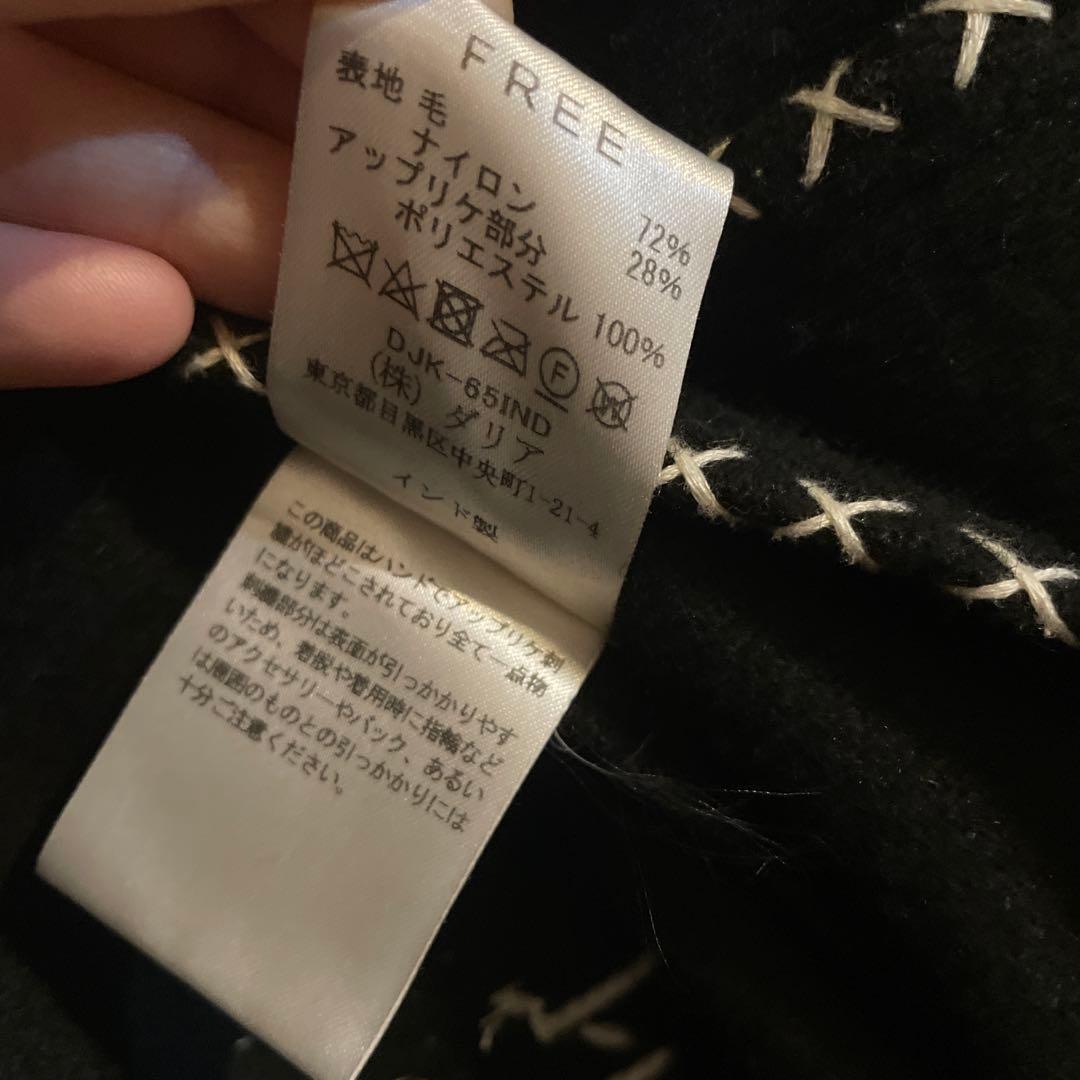 FREE
表地 毛 72%
ナイロン 28%
アップリケ部分
ポリエステル 100%
F W
DJK-65IND
(株) ダリア
東京都目黒区中央町1-21-4
インド製
この商品はハンドでアップリケ刺
繍がほどこされており全て一点柄
になります。
刺繍部分は表面が引っかかりやす
いため、着脱や着用時に指輪など
のアクセサリーやバック、あるい
は周囲のものとの引っかかりには
十分ご注意ください。